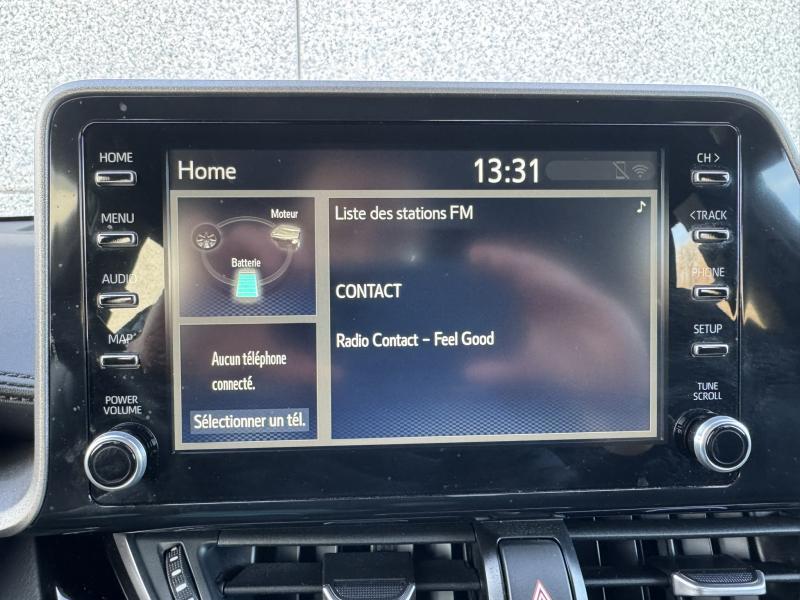 HOME
MENU
AUDIO
MAP
POWER
VOLUME
Home
13:31
Moteur
Batterie
Aucun téléphone
connecté.
Sélectionner un tél.
Liste des stations FM
CONTACT
Radio Contact – Feel Good
CH >
< TRACK
PHONE
SETUP
TUNE
SCROLL